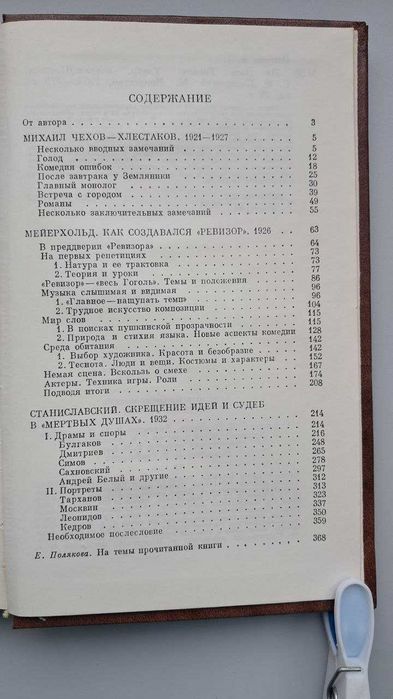 СОДЕРЖАНИЕ
От автора . . . . . . . . . . 3
МИХАИЛ ЧЕХОВ — ХЛЕСТАКОВ. 1921—1927 . . . . . 5
Несколько вводных замечаний . . . . . 5
Голод . . . . . 12
Комедия ошибок . . . . . 18
После завтрака у Земляники . . . . . 25
Главный монолог . . . . . 30
Встреча с городом . . . . . 39
Романы . . . . . 49
Несколько заключительных замечаний . . . . . 55
МЕЙЕРХОЛЬД. КАК СОЗДАВАЛСЯ «РЕВИЗОР». 1926 . . . . . 63
В преддверии «Ревизора» . . . . . 64
На первых репетициях . . . . . 73
1. Натура и ее трактовка . . . . . 73
2. Теория и уроки . . . . . 77
«Ревизор» — «весь Гоголь». Темы и положения . . . . . 86
Музыка слышимая и видимая . . . . . 96
1. «Главное — нащупать темп» . . . . . 96
2. Трудное искусство композиции . . . . . 104
Мир слов . . . . . 115
1. В поисках пушкинской прозрачности . . . . . 115
2. Природа и стихия языка. Новые аспекты комедии 128
Среда обитания . . . . . 142
1. Выбор художника. Красота и безобразие . . . . . 142
2. Теснота. Люди и вещи. Костюмы и характеры . . . . . 152
Немая сцена. Вскользь о смехе . . . . . 167
Актеры. Техника игры. Роли . . . . . 174
Подводя итоги . . . . . 208
СТАНИСЛАВСКИЙ. СКРЕЩЕНИЕ ИДЕЙ И СУДЕБ
В «МЕРТВЫХ ДУШАХ». 1932 . . . . . 214
I. Драмы и споры . . . . . 214
Булгаков . . . . . 216
Дмитриев . . . . . 248
Симов . . . . . 265
Сахновский . . . . . 278
Андрей Белый и другие . . . . . 297
II. Портреты . . . . . 312
Тарханов . . . . . 313
Москвин . . . . . 323
Леонидов . . . . . 337
Кедров . . . . . 350
Необходимое послесловие . . . . . 359
Е. Полякова. На темы прочитанной книги . . . . . 368